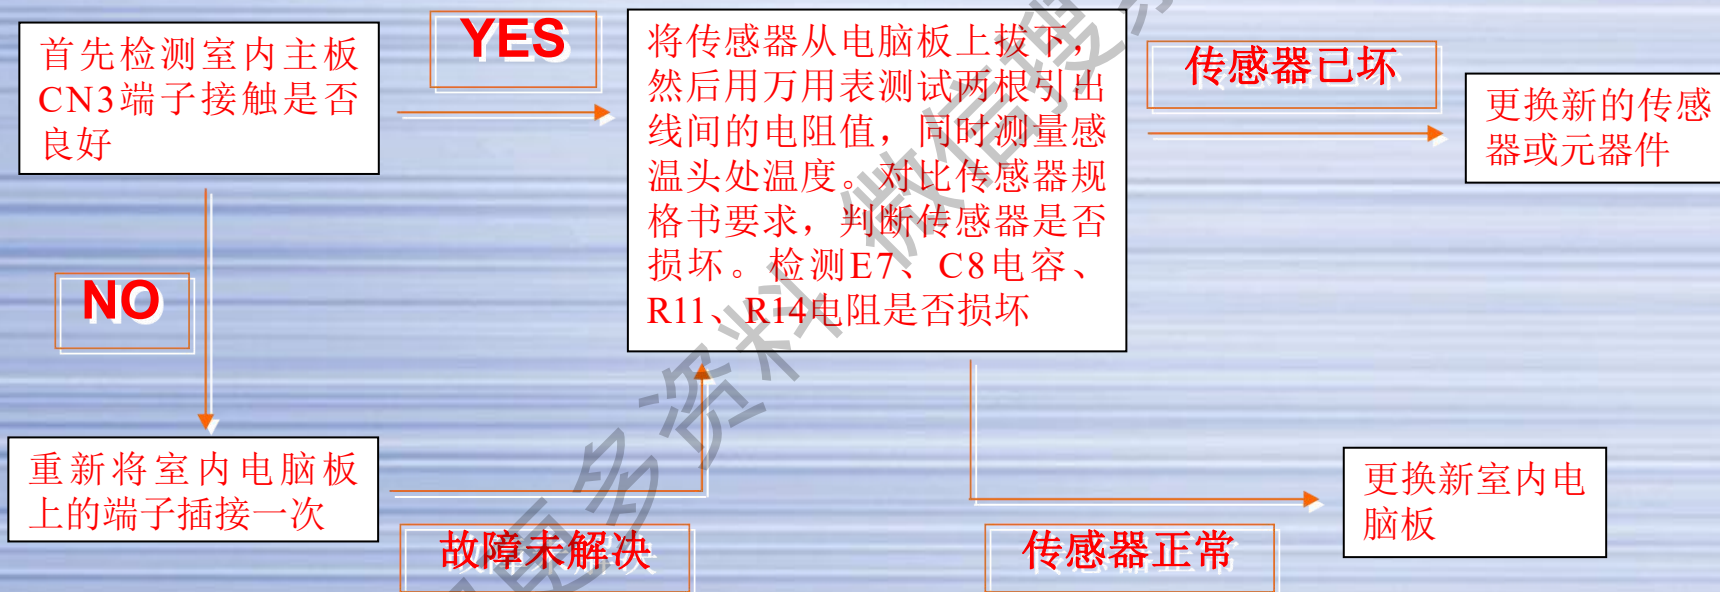 首先检测室内主板
CN3端子接触是否
良好
YES
将传感器从电脑板上拔下，
然后用万用表测试两根引出
线间的电阻值，同时测量感
温头处温度。对比传感器规
格书要求，判断传感器是否
损坏。检测E7、C8电容、
R11、R14电阻是否损坏
传感器已坏
更换新的传感
器或元器件
NO
重新将室内电脑板
上的端子插接一次
故障未解决
传感器正常
更换新室内电
脑板
更多资料 微信搜